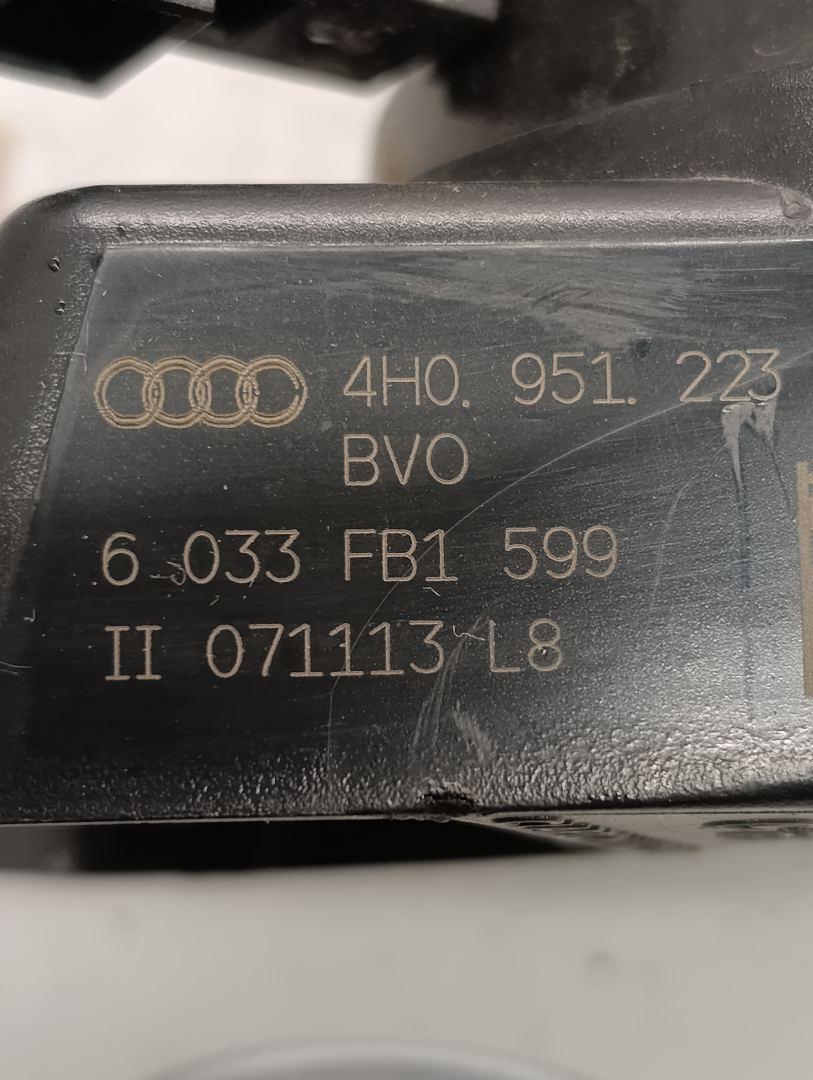 4H0. 951. 223
BVO
6 033 FB1 599
II 071113 L8